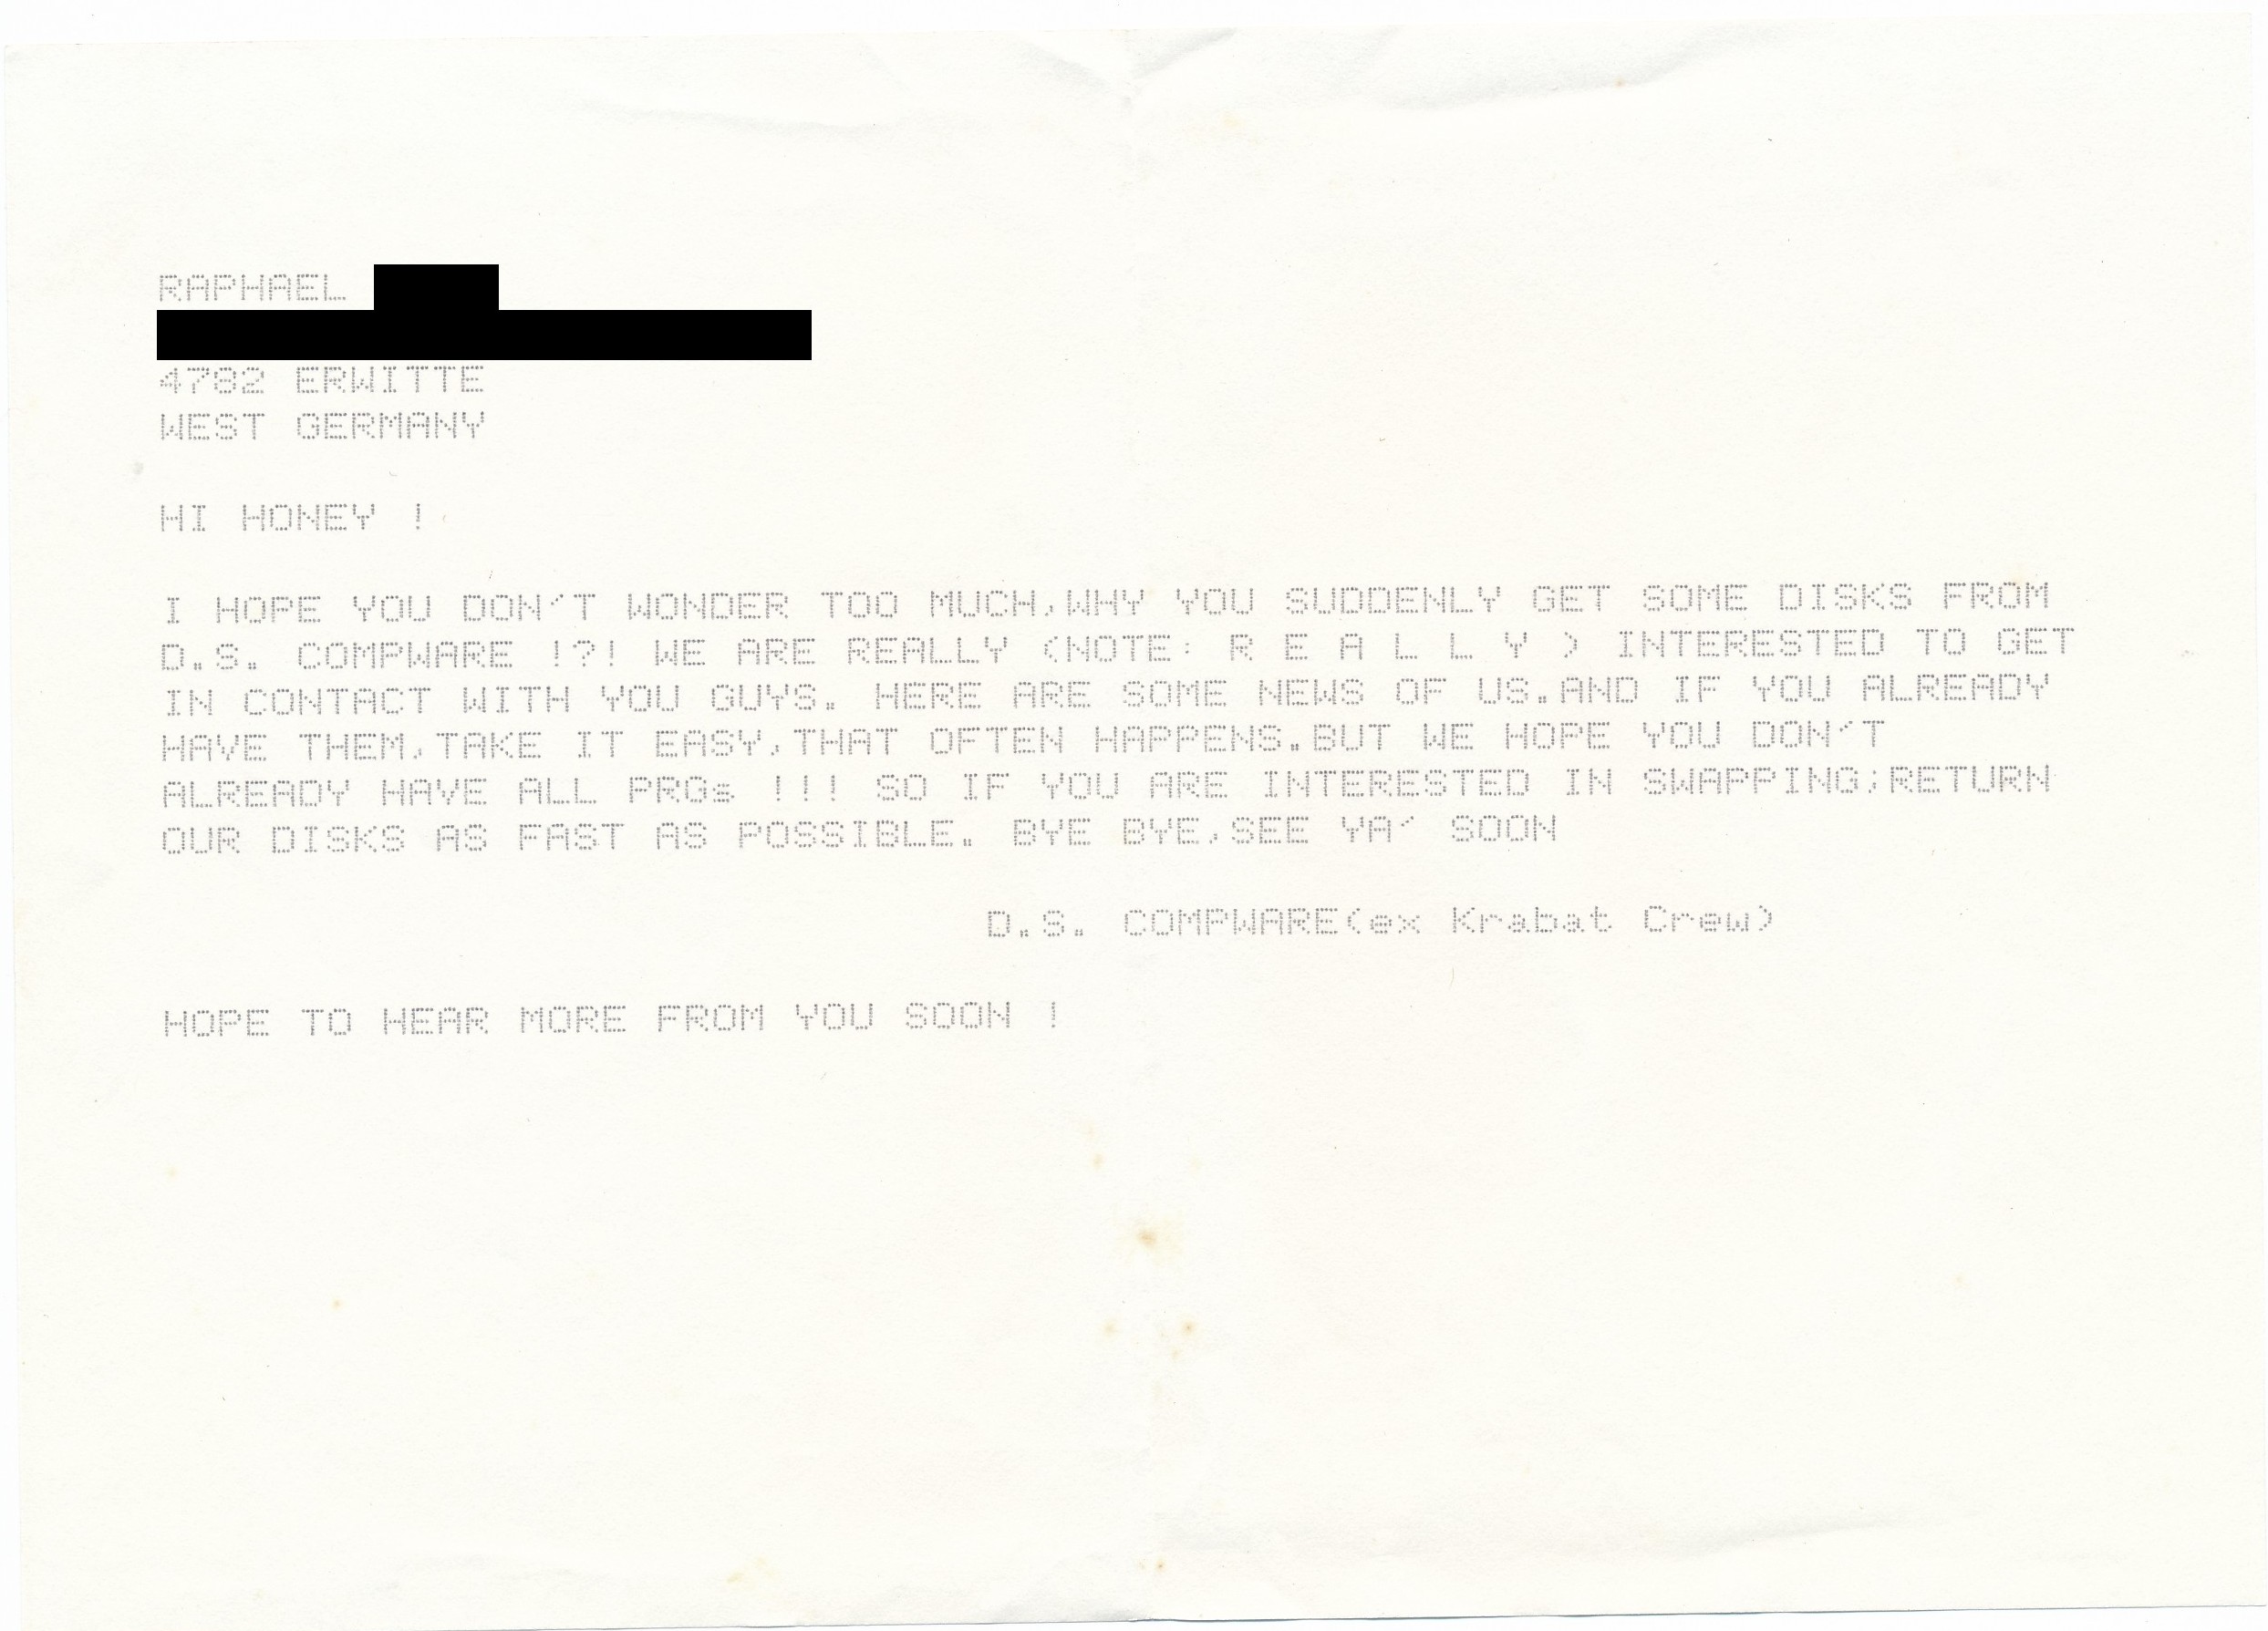 RAPHAEL
4782 ERWITTE
WEST GERMANY
HI HONEY !
I HOPE YOU DON'T WONDER TOO MUCH,WHY YOU SUDDENLY GET SOME DISKS FROM
D.S. COMPWARE !?! WE ARE REALLY (NOTE: R E A L L Y ) INTERESTED TO GET
IN CONTACT WITH YOU GUYS. HERE ARE SOME NEWS OF US.AND IF YOU ALREADY
HAVE THEM,TAKE IT EASY,THAT OFTEN HAPPENS.BUT WE HOPE YOU DON'T
ALREADY HAVE ALL PRGs !!! SO IF YOU ARE INTERESTED IN SWAPPING;RETURN
OUR DISKS AS FAST AS POSSIBLE. BYE BYE,SEE YA' SOON
D.S. COMPWARE(ex Krabat Crew)
HOPE TO HEAR MORE FROM YOU SOON !